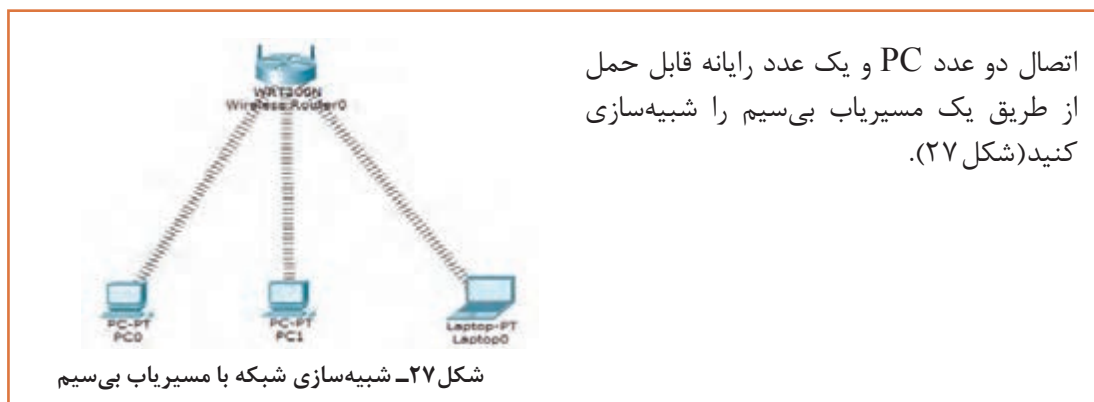 اتصال دو عدد PC و یک عدد رایانه قابل حمل
از طریق یک مسیریاب بی‌سیم را شبیه‌سازی
کنید(شکل ۲۷).
WRT300N
Wireless Router0
PC-PT
PC0
PC-PT
PC1
Laptop-PT
Laptop0
شکل ۲۷ــ شبیه‌سازی شبکه با مسیریاب بی‌سیم